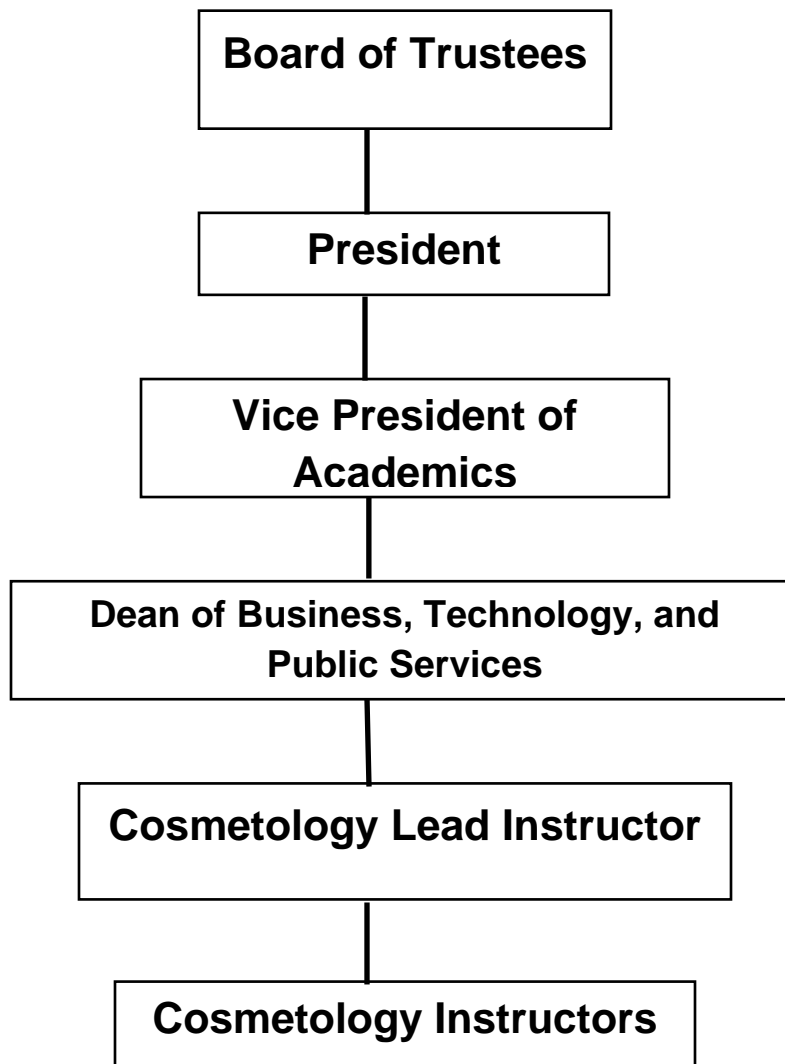 Board of Trustees
President
Vice President of
Academics
Dean of Business, Technology, and
Public Services
Cosmetology Lead Instructor
Cosmetology Instructors